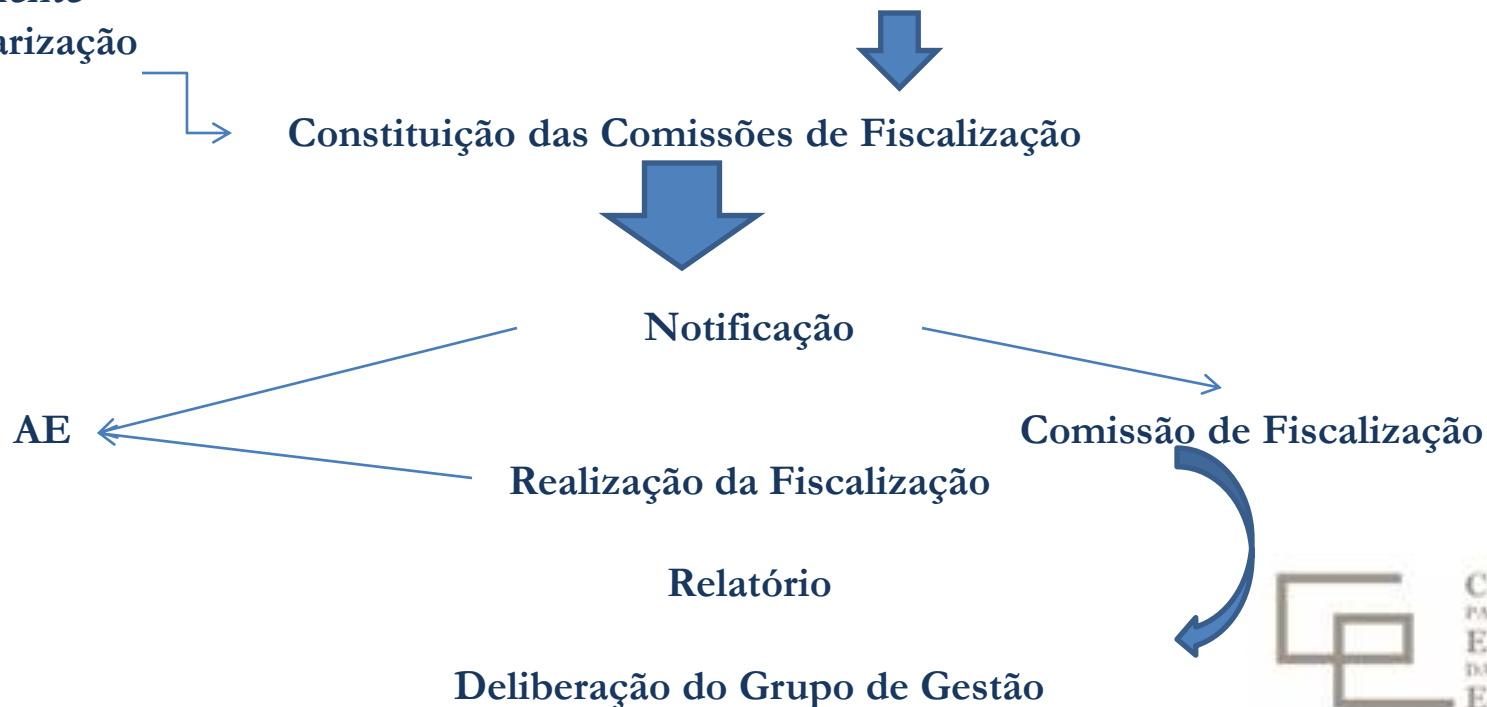 arização
Constituição das Comissões de Fiscalização
Notificação
AE
Comissão de Fiscalização
Realização da Fiscalização
Relatório
Deliberação do Grupo de Gestão